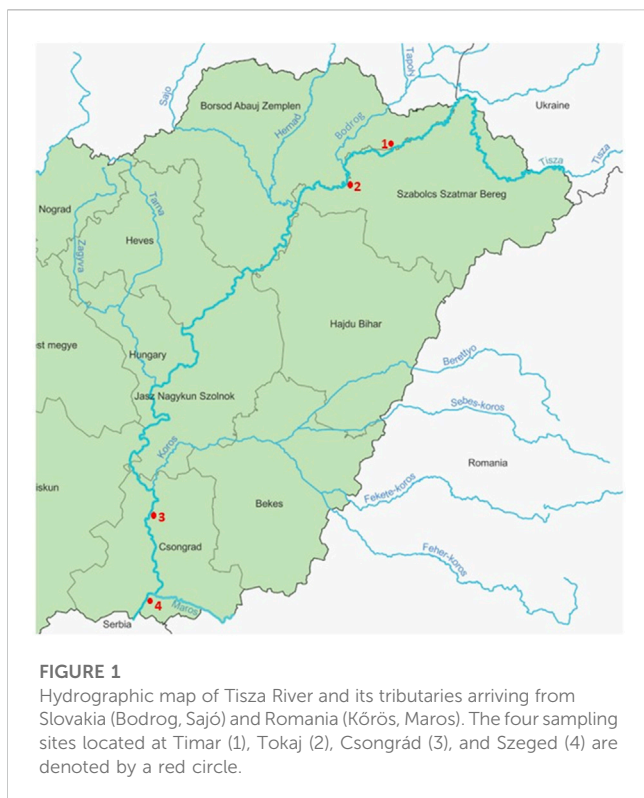 Sajo
Tapoly
Borsod Abauj Zemplen
Hernad
Bodrog
Ukraine
1
Tisza
Tisza
2
Szabolcs Szatmar Bereg
Nograd
Tarna
Zagyva
Heves
Hajdu Bihar
st megye
Hungary
Berettyo
Jasz Nagykun Szolnok
Sebes-koros
Koros
Romania
iskun
Bekes
Fekete-koros
3
Csongrad
Feher-koros
4
Maros
Serbia
FIGURE 1
Hydrographic map of Tisza River and its tributaries arriving from
Slovakia (Bodrog, Sajó) and Romania (Kőrös, Maros). The four sampling
sites located at Timar (1), Tokaj (2), Csongrád (3), and Szeged (4) are
denoted by a red circle.